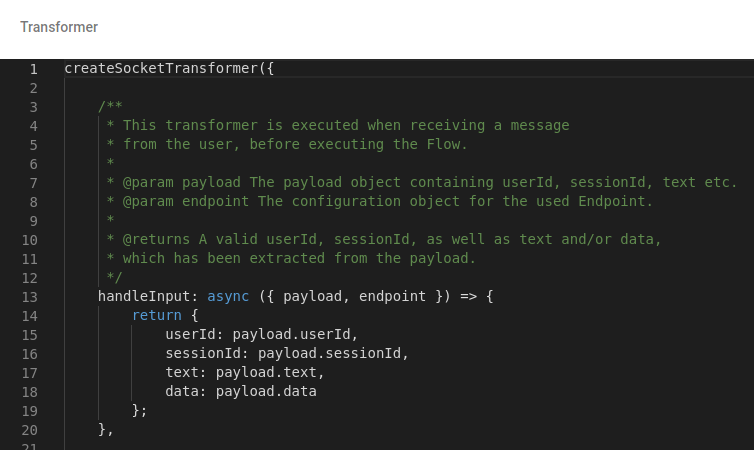 Transformer
1 createSocketTransformer({
2
3 /**
4 * This transformer is executed when receiving a message
5 * from the user, before executing the Flow.
6 *
7 * @param payload The payload object containing userId, sessionId, text etc.
8 * @param endpoint The configuration object for the used Endpoint.
9 *
10 * @returns A valid userId, sessionId, as well as text and/or data,
11 * which has been extracted from the payload.
12 */
13 handleInput: async ({ payload, endpoint }) => {
14 return {
15 userId: payload.userId,
16 sessionId: payload.sessionId,
17 text: payload.text,
18 data: payload.data
19 };
20 },
21